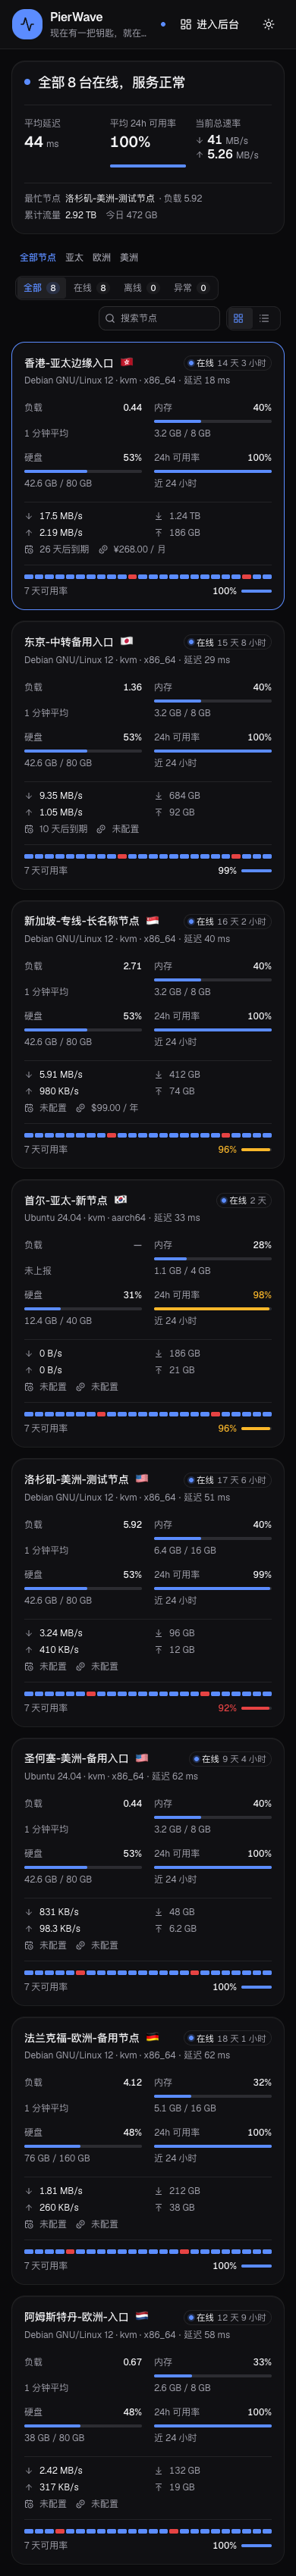 PierWave
现在有一把钥匙，就在...
进入后台
全部 8 台在线，服务正常
平均延迟 平均 24h 可用率 当前总速率
44 ms 100% 41 MB/s
5.26 MB/s
最忙节点 洛杉矶-美洲-测试节点 · 负载 5.92
累计流量 2.92 TB 今日 472 GB
全部节点 亚太 欧洲 美洲
全部 8 在线 8 离线 0 异常 0
搜索节点
香港-亚太边缘入口 在线 14 天 3 小时
Debian GNU/Linux 12 · kvm · x86_64 · 延迟 18 ms
负载 0.44 内存 40%
1 分钟平均 3.2 GB / 8 GB
硬盘 53% 24h 可用率 100%
42.6 GB / 80 GB 近 24 小时
17.5 MB/s 1.24 TB
2.19 MB/s 186 GB
26 天后到期 ¥268.00 / 月
7 天可用率 100%
东京-中转备用入口 在线 15 天 8 小时
Debian GNU/Linux 12 · kvm · x86_64 · 延迟 29 ms
负载 1.36 内存 40%
1 分钟平均 3.2 GB / 8 GB
硬盘 53% 24h 可用率 100%
42.6 GB / 80 GB 近 24 小时
9.35 MB/s 684 GB
1.05 MB/s 92 GB
10 天后到期 未配置
7 天可用率 99%
新加坡-专线-长名称节点 在线 16 天 2 小时
Debian GNU/Linux 12 · kvm · x86_64 · 延迟 40 ms
负载 2.71 内存 40%
1 分钟平均 3.2 GB / 8 GB
硬盘 53% 24h 可用率 100%
42.6 GB / 80 GB 近 24 小时
5.91 MB/s 412 GB
980 KB/s 74 GB
未配置 $99.00 / 年
7 天可用率 96%
首尔-亚太-新节点 在线 2 天
Ubuntu 24.04 · kvm · aarch64 · 延迟 33 ms
负载 — 内存 28%
未上报 1.1 GB / 4 GB
硬盘 31% 24h 可用率 98%
12.4 GB / 40 GB 近 24 小时
0 B/s 186 GB
0 B/s 21 GB
未配置 未配置
7 天可用率 96%
洛杉矶-美洲-测试节点 在线 17 天 6 小时
Debian GNU/Linux 12 · kvm · x86_64 · 延迟 51 ms
负载 5.92 内存 40%
1 分钟平均 6.4 GB / 16 GB
硬盘 53% 24h 可用率 99%
42.6 GB / 80 GB 近 24 小时
3.24 MB/s 96 GB
410 KB/s 12 GB
未配置 未配置
7 天可用率 92%
圣何塞-美洲-备用入口 在线 9 天 4 小时
Ubuntu 24.04 · kvm · x86_64 · 延迟 62 ms
负载 0.44 内存 40%
1 分钟平均 3.2 GB / 8 GB
硬盘 53% 24h 可用率 100%
42.6 GB / 80 GB 近 24 小时
831 KB/s 48 GB
98.3 KB/s 6.2 GB
未配置 未配置
7 天可用率 100%
法兰克福-欧洲-备用节点 在线 18 天 1 小时
Debian GNU/Linux 12 · kvm · x86_64 · 延迟 62 ms
负载 4.12 内存 32%
1 分钟平均 5.1 GB / 16 GB
硬盘 48% 24h 可用率 100%
76 GB / 160 GB 近 24 小时
1.81 MB/s 212 GB
260 KB/s 38 GB
未配置 未配置
7 天可用率 100%
阿姆斯特丹-欧洲-入口 在线 12 天 9 小时
Debian GNU/Linux 12 · kvm · x86_64 · 延迟 58 ms
负载 0.67 内存 33%
1 分钟平均 2.6 GB / 8 GB
硬盘 48% 24h 可用率 100%
38 GB / 80 GB 近 24 小时
2.42 MB/s 132 GB
317 KB/s 19 GB
未配置 未配置
7 天可用率 100%